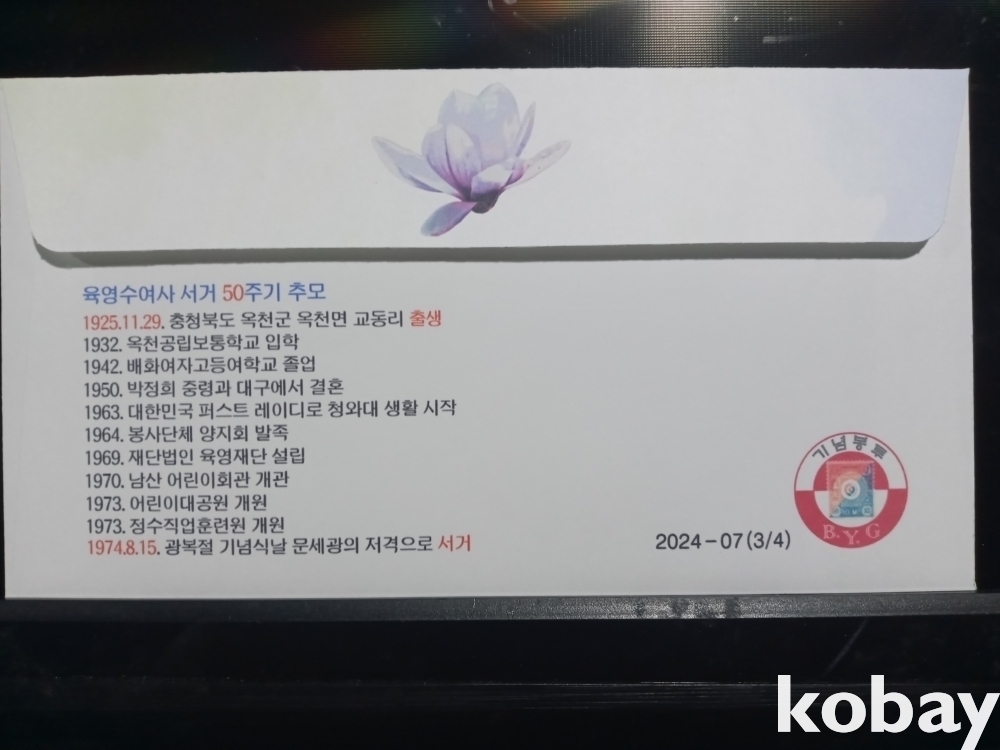 육영수여사 서거 50주기 추모
1925.11.29. 충청북도 옥천군 옥천면 교동리 출생
1932. 옥천공립보통학교 입학
1942. 배화여자고등여학교 졸업
1950. 박정희 중령과 대구에서 결혼
1963. 대한민국 퍼스트 레이디로 청와대 생활 시작
1964. 봉사단체 양지회 발족
1969. 재단법인 육영재단 설립
1970. 남산 어린이회관 개관
1973. 어린이대공원 개원
1973. 정수직업훈련원 개원
1974.8.15. 광복절 기념식날 문세광의 저격으로 서거
2024-07(3/4)
기념봉투
B.Y.G
kobay